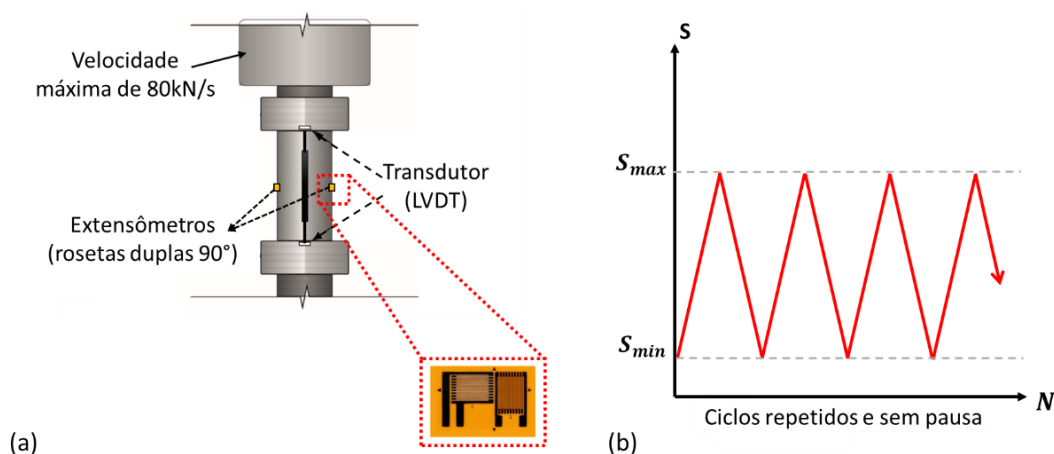 Velocidade
máxima de 80kN/s
Transdutor
(LVDT)
Extensômetros
(rosetas duplas 90°)
(a)
S
S_max
S_min
N
Ciclos repetidos e sem pausa
(b)